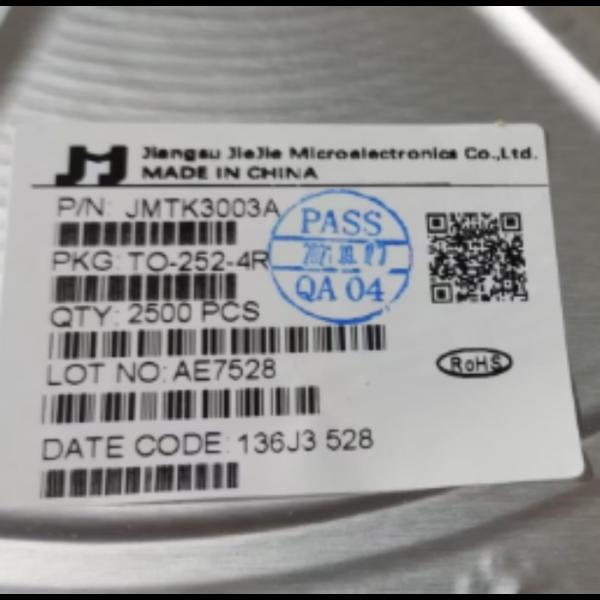 JJM
Jiangsu JieJie Microelectronics Co.,Ltd.
MADE IN CHINA
P/N: JMTK3003A
PKG: TO-252-4R
QTY: 2500 PCS
LOT NO: AE7528
DATE CODE: 136J3 528
PASS
QA 04
RoHS